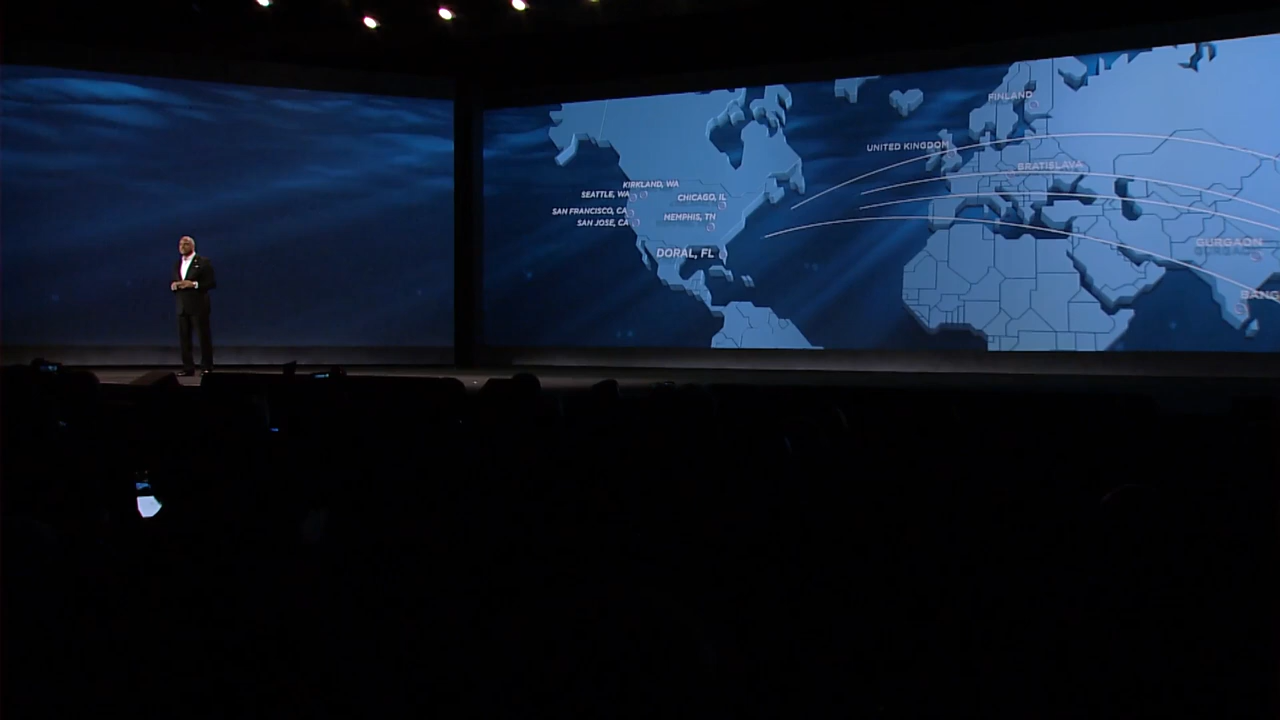 FINLAND
UNITED KINGDOM
BRATISLAVA
KIRKLAND, WA
SEATTLE, WA
CHICAGO, IL
SAN FRANCISCO, CA
MEMPHIS, TN
SAN JOSE, CA
DORAL, FL
GURGAON
BANG